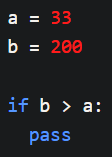 a = 33
b = 200

if b > a:
  pass